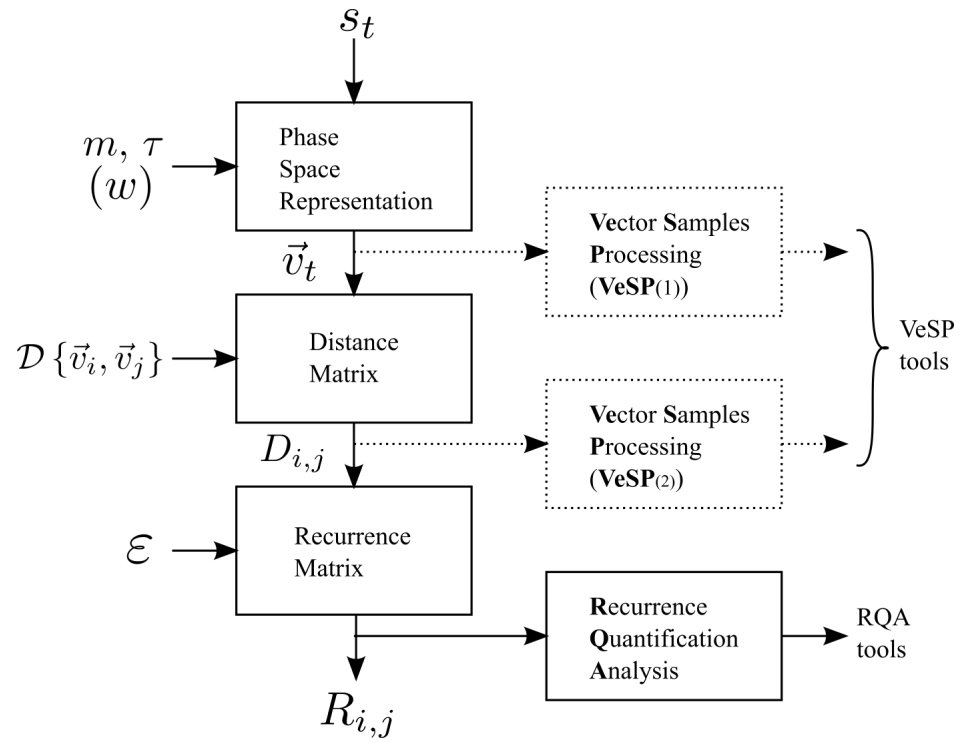 s_t
m, τ
(w)
Phase
Space
Representation
v⃗_t
Vector Samples
Processing
(VeSP(1))
VeSP
tools
𝒟 {v⃗_i, v⃗_j}
Distance
Matrix
D_{i,j}
Vector Samples
Processing
(VeSP(2))
ε
Recurrence
Matrix
Recurrence
Quantification
Analysis
RQA
tools
R_{i,j}